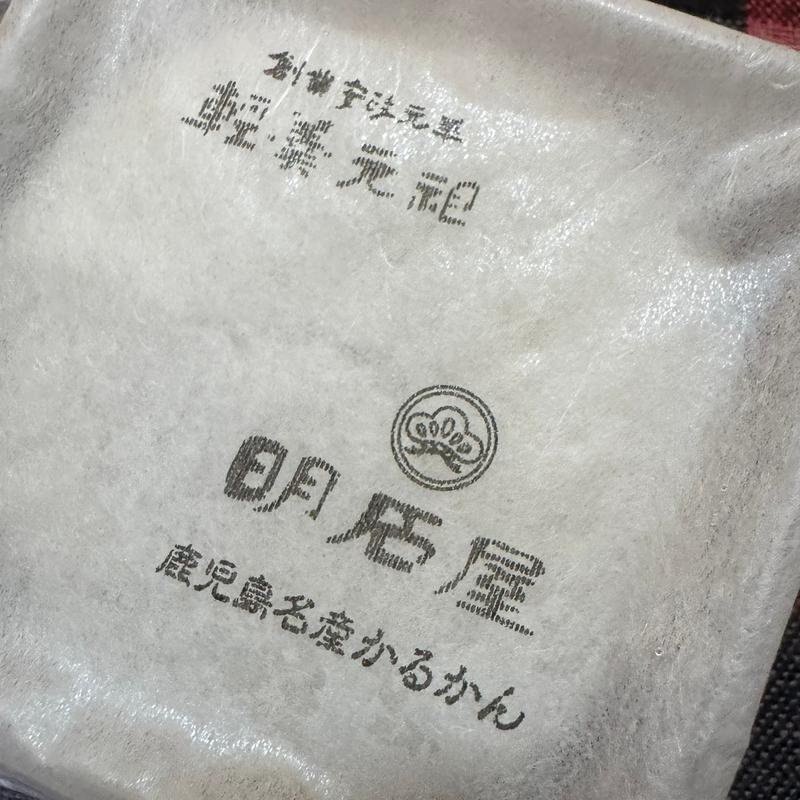 創業安政元年
軽羹元祖
明石屋
鹿児島名産かるかん